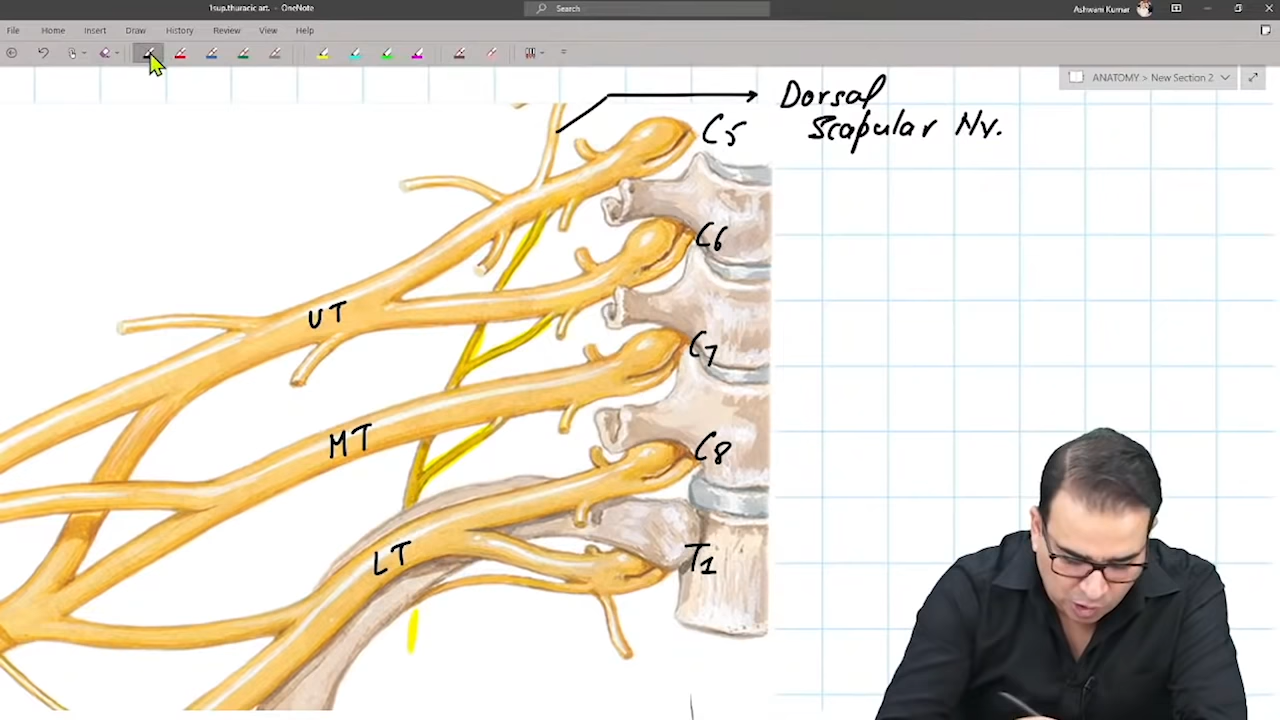 1sup.thoracic art. - OneNote
Search
Ashwani Kumar
File Home Insert Draw History Review View Help
ANATOMY > New Section 2
Dorsal
Scapular Nv.
C5
C6
UT
C7
MT
C8
LT
T1